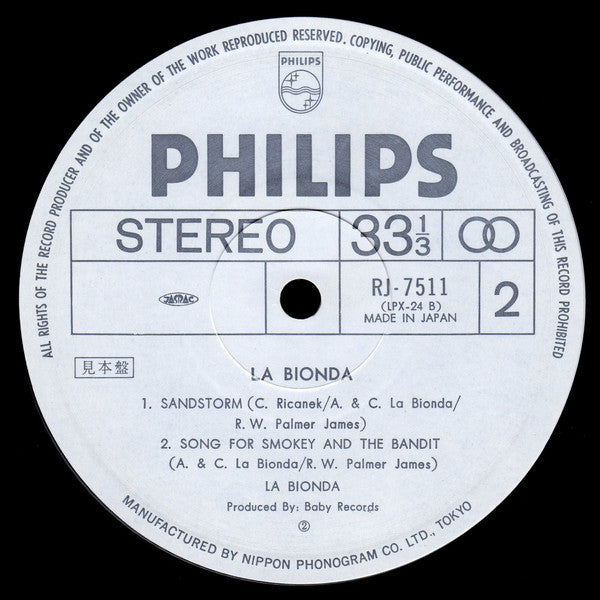 ALL RIGHTS OF THE RECORD PRODUCER AND OF THE OWNER OF THE WORK REPRODUCED RESERVED. COPYING, PUBLIC PERFORMANCE AND BROADCASTING OF THIS RECORD PROHIBITED
PHILIPS
PHILIPS
STEREO
33 1/3
JASRAC
RJ-7511
(LPX-24 B)
MADE IN JAPAN
2
見本盤
LA BIONDA
1. SANDSTORM (C. Ricanek/A. & C. La Bionda/
R. W. Palmer James)
2. SONG FOR SMOKEY AND THE BANDIT
(A. & C. La Bionda/R. W. Palmer James)
LA BIONDA
Produced By: Baby Records
②
MANUFACTURED BY NIPPON PHONOGRAM CO. LTD., TOKYO